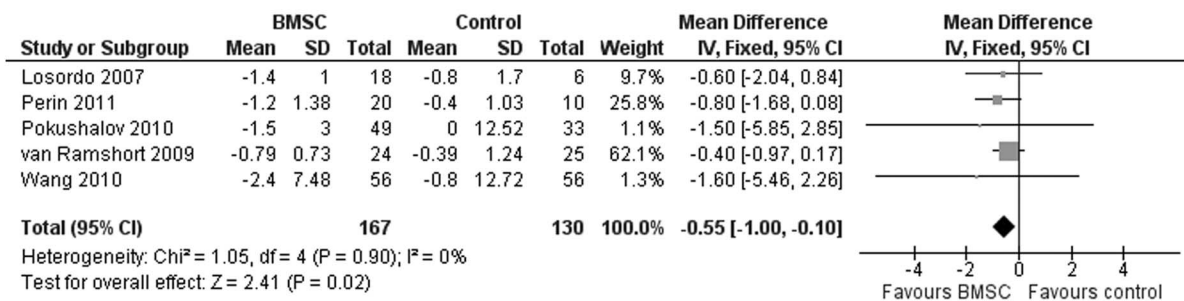 BMSC Control Mean Difference Mean Difference
Study or Subgroup Mean SD Total Mean SD Total Weight IV, Fixed, 95% CI IV, Fixed, 95% CI
Losordo 2007 -1.4 1 18 -0.8 1.7 6 9.7% -0.60 [-2.04, 0.84]
Perin 2011 -1.2 1.38 20 -0.4 1.03 10 25.8% -0.80 [-1.68, 0.08]
Pokushalov 2010 -1.5 3 49 0 12.52 33 1.1% -1.50 [-5.85, 2.85]
van Ramshort 2009 -0.79 0.73 24 -0.39 1.24 25 62.1% -0.40 [-0.97, 0.17]
Wang 2010 -2.4 7.48 56 -0.8 12.72 56 1.3% -1.60 [-5.46, 2.26]
Total (95% CI) 167 130 100.0% -0.55 [-1.00, -0.10]
Heterogeneity: Chi² = 1.05, df = 4 (P = 0.90); I² = 0%
Test for overall effect: Z = 2.41 (P = 0.02)
-4 -2 0 2 4
Favours BMSC Favours control